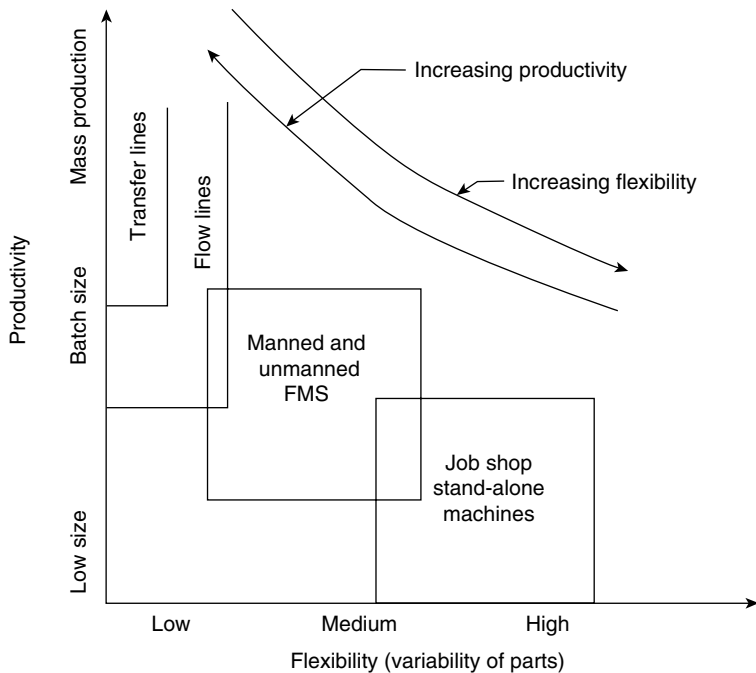 Increasing productivity
Increasing flexibility
Productivity
Mass production
Batch size
Low size
Transfer lines
Flow lines
Manned and
unmanned
FMS
Job shop
stand-alone
machines
Low
Medium
High
Flexibility (variability of parts)